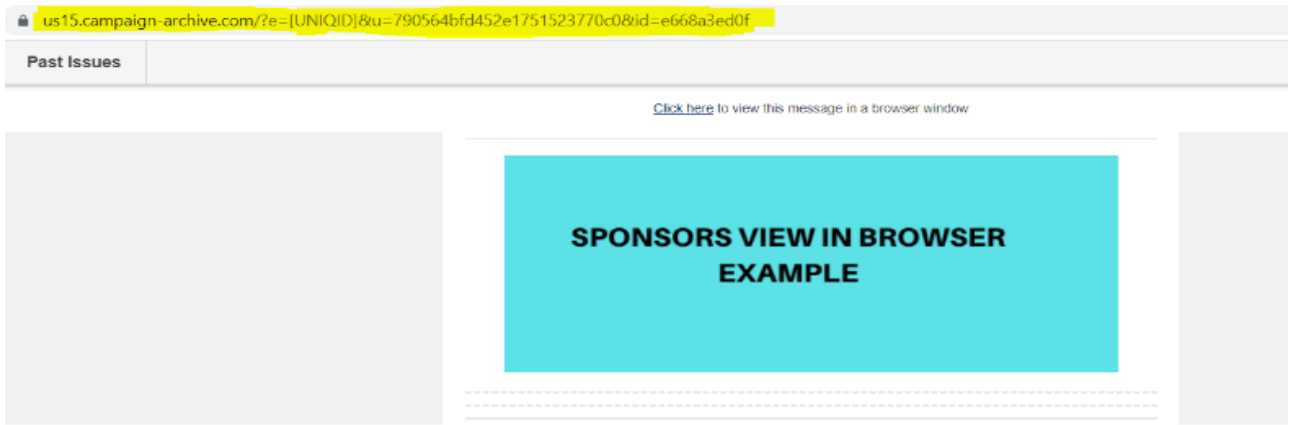 us15.campaign-archive.com/?e=[UNIQID]&u=790564bfd452e1751523770c0&id=e668a3ed0f
Past Issues
Click here to view this message in a browser window
SPONSORS VIEW IN BROWSER
EXAMPLE